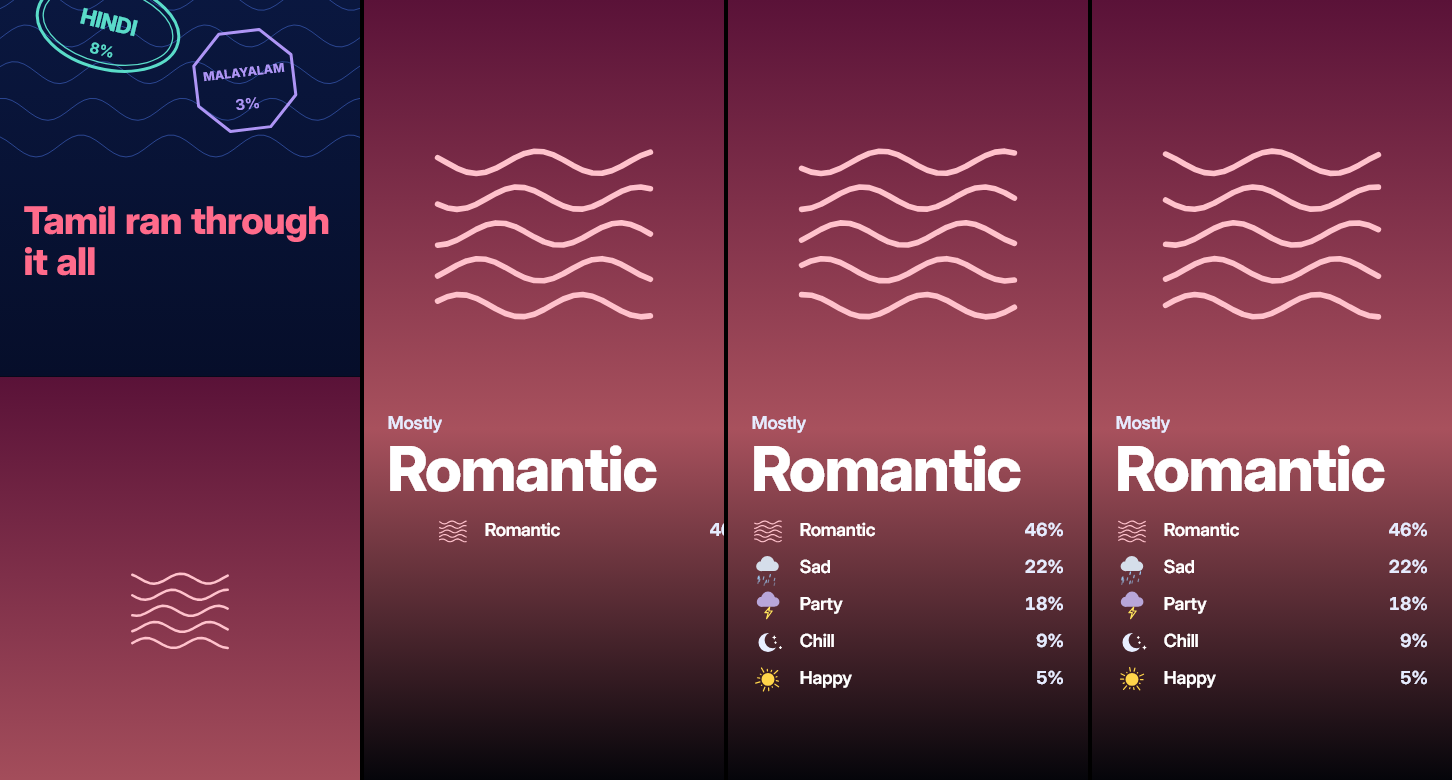 HINDI
8%
MALAYALAM
3%
Tamil ran through
it all
Mostly
Romantic
Romantic
Mostly
Romantic
Romantic 46%
Sad 22%
Party 18%
Chill 9%
Happy 5%
Mostly
Romantic
Romantic 46%
Sad 22%
Party 18%
Chill 9%
Happy 5%